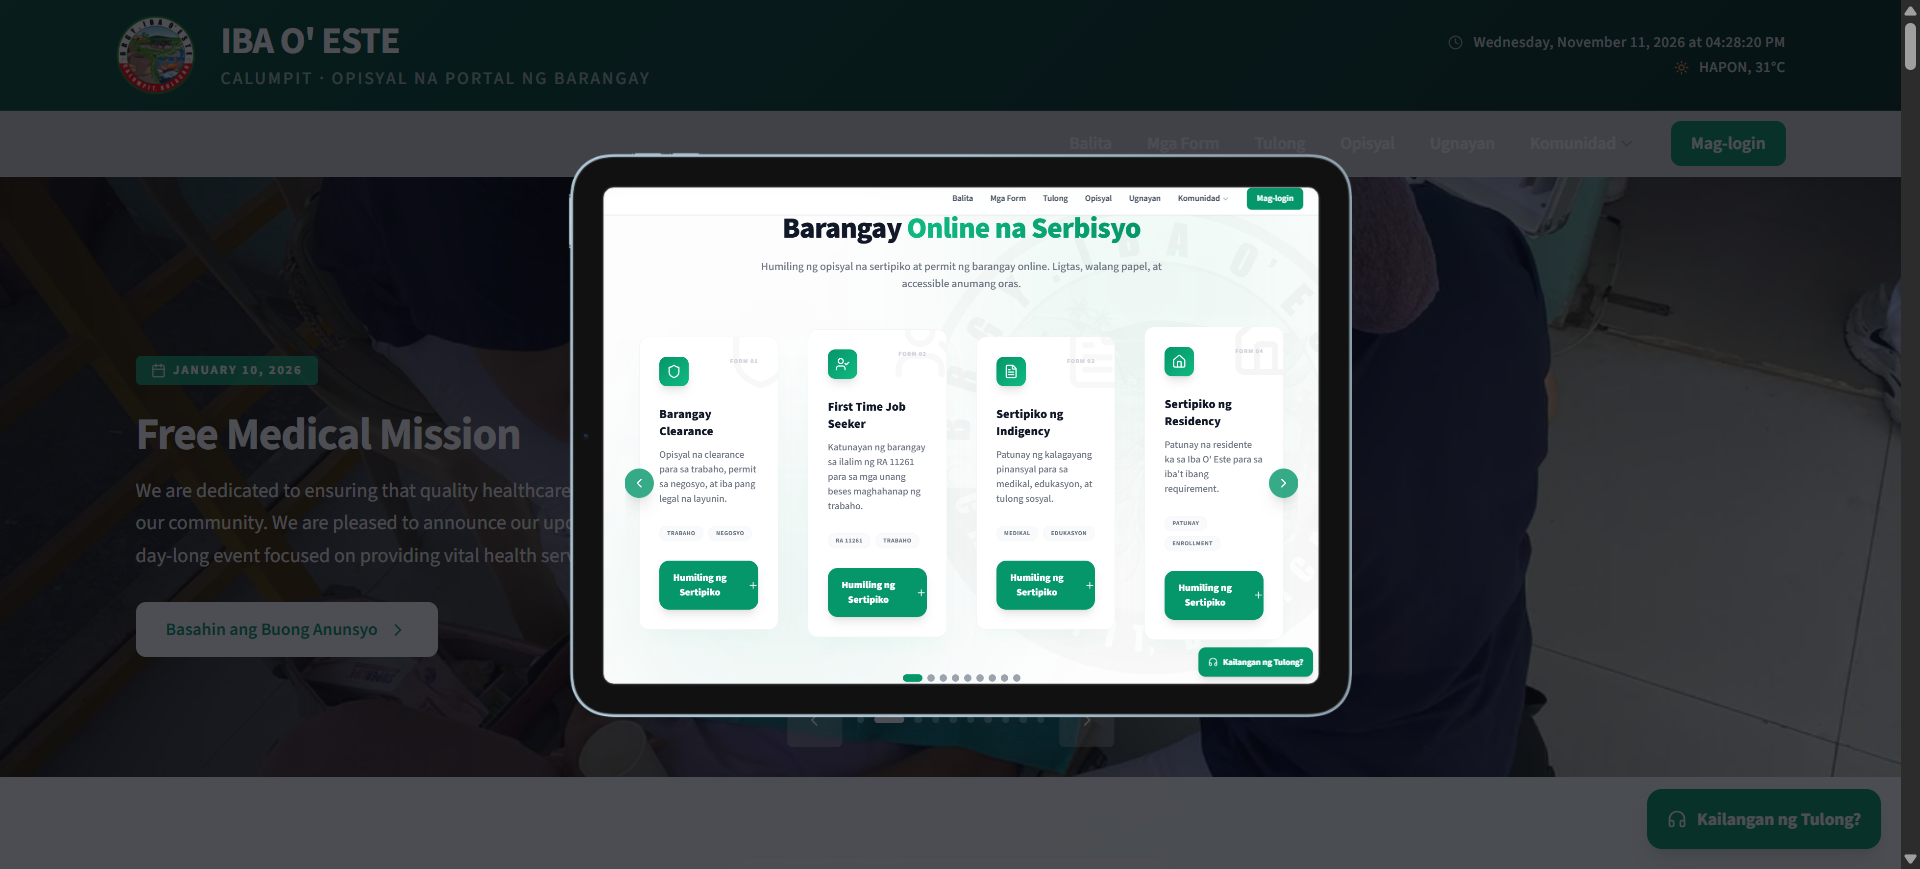 IBA O' ESTE
CALUMPIT · OPISYAL NA PORTAL NG BARANGAY
Wednesday, November 11, 2026 at 04:28:20 PM
HAPON, 31°C
Balita
Mga Form
Tulong
Opisyal
Ugnayan
Komunidad
Mag-login
JANUARY 10, 2026
Free Medical Mission
We are dedicated to ensuring that quality healthcare
our community. We are pleased to announce our
day-long event focused on providing vital health
Basahin ang Buong Anunsyo
Balita
Mga Form
Tulong
Opisyal
Ugnayan
Komunidad
Mag-login
Barangay Online na Serbisyo
Humiling ng opisyal na sertipiko at permit ng barangay online. Ligtas, walang papel, at
accessible anumang oras.
FORM 01
Barangay
Clearance
Opisyal na clearance
para sa trabaho, permit
sa negosyo, at iba pang
legal na layunin.
TRABAHO
NEGOSYO
Humiling ng
Sertipiko
FORM 02
First Time Job
Seeker
Katunayan ng barangay
sa ilalim ng RA 11261
para sa mga unang
beses maghahanap ng
trabaho.
RA 11261
TRABAHO
Humiling ng
Sertipiko
FORM 03
Sertipiko ng
Indigency
Patunay ng kalagayang
pinansyal para sa
medikal, edukasyon, at
tulong sosyal.
MEDIKAL
EDUKASYON
Humiling ng
Sertipiko
FORM 04
Sertipiko ng
Residency
Patunay na residente
ka sa Iba O' Este para sa
iba't ibang
requirement.
PATUNAY
ENROLLMENT
Humiling ng
Sertipiko
Kailangan ng Tulong?
Kailangan ng Tulong?